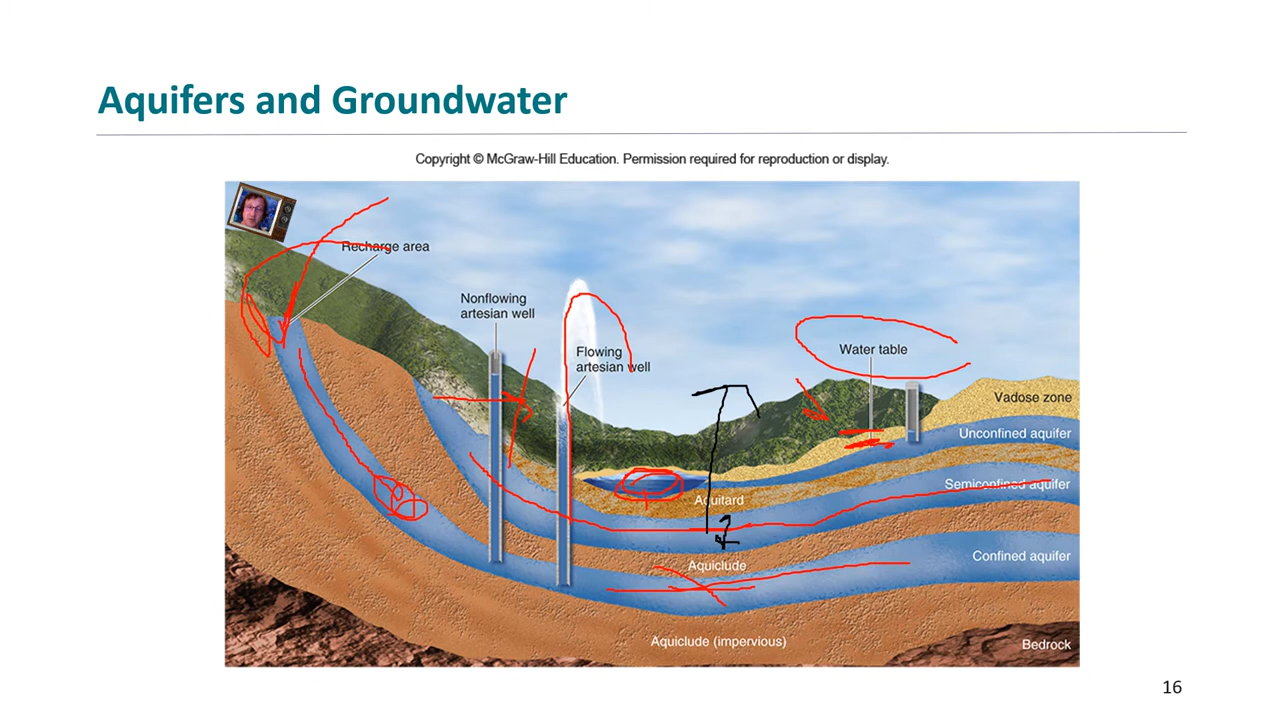 Aquifers and Groundwater
Copyright © McGraw-Hill Education. Permission required for reproduction or display.
Recharge area
Nonflowing
artesian well
Flowing
artesian well
Water table
Vadose zone
Unconfined aquifer
Semiconfined aquifer
Aquitard
Confined aquifer
Aquiclude
Aquiclude (impervious)
Bedrock
16